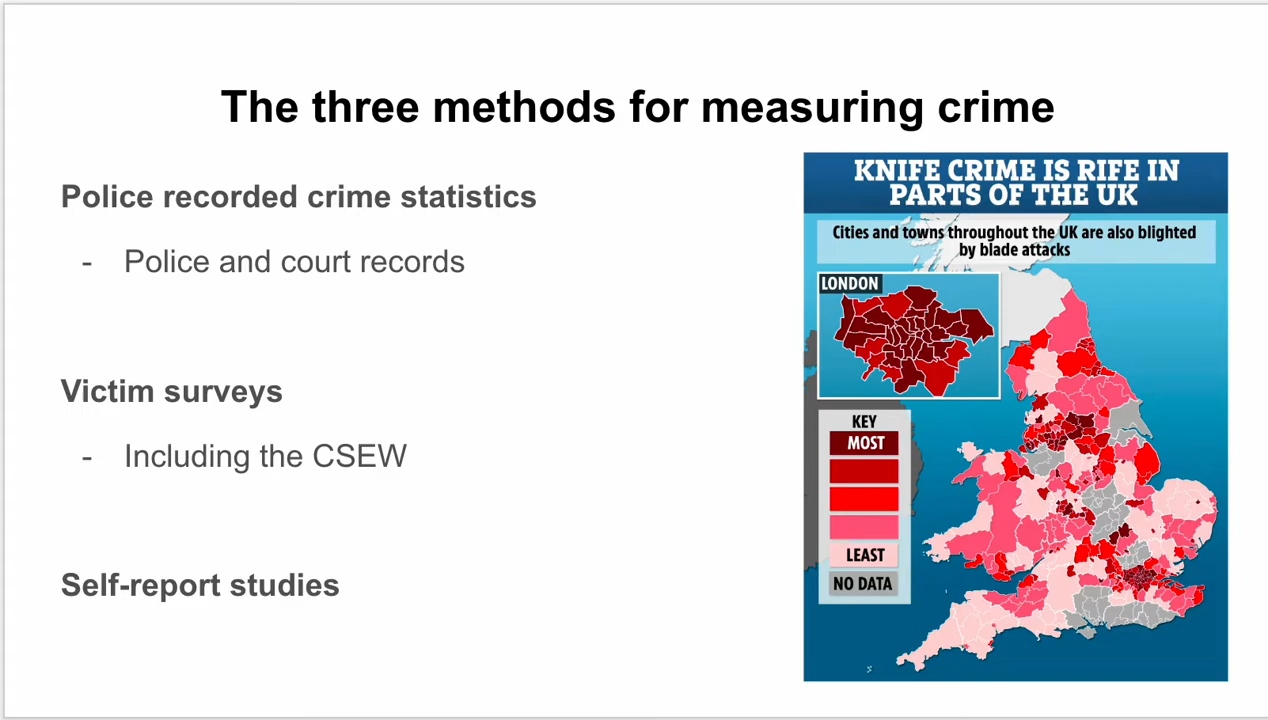 The three methods for measuring crime
Police recorded crime statistics
- Police and court records
Victim surveys
- Including the CSEW
Self-report studies
KNIFE CRIME IS RIFE IN
PARTS OF THE UK
Cities and towns throughout the UK are also blighted
by blade attacks
LONDON
KEY
MOST
LEAST
NO DATA